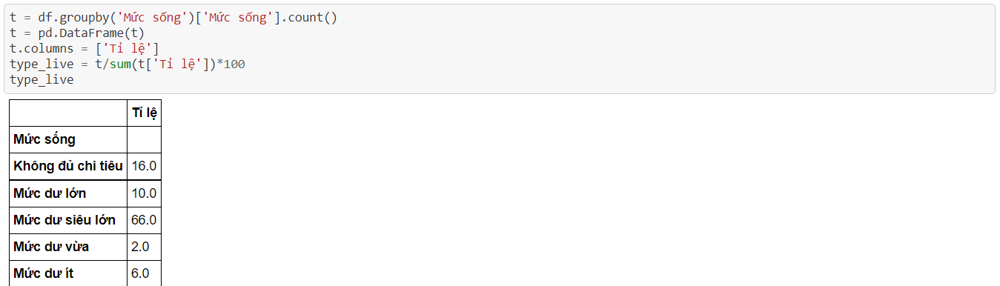 t = df.groupby('Mức sống')['Mức sống'].count()
t = pd.DataFrame(t)
t.columns = ['Tỉ lệ']
type_live = t/sum(t['Tỉ lệ'])*100
type_live
Tỉ lệ
Mức sống
Không đủ chi tiêu 16.0
Mức dư lớn 10.0
Mức dư siêu lớn 66.0
Mức dư vừa 2.0
Mức dư ít 6.0